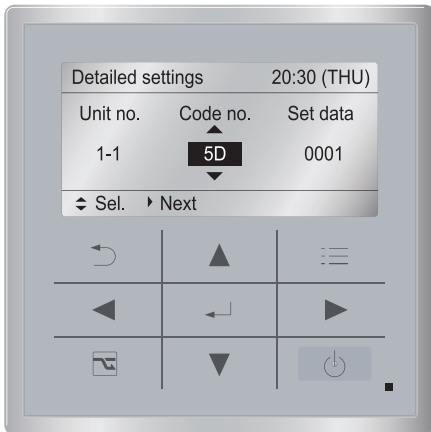 Detailed settings 20:30 (THU)
Unit no. Code no. Set data
1-1 5D 0001
Sel. Next